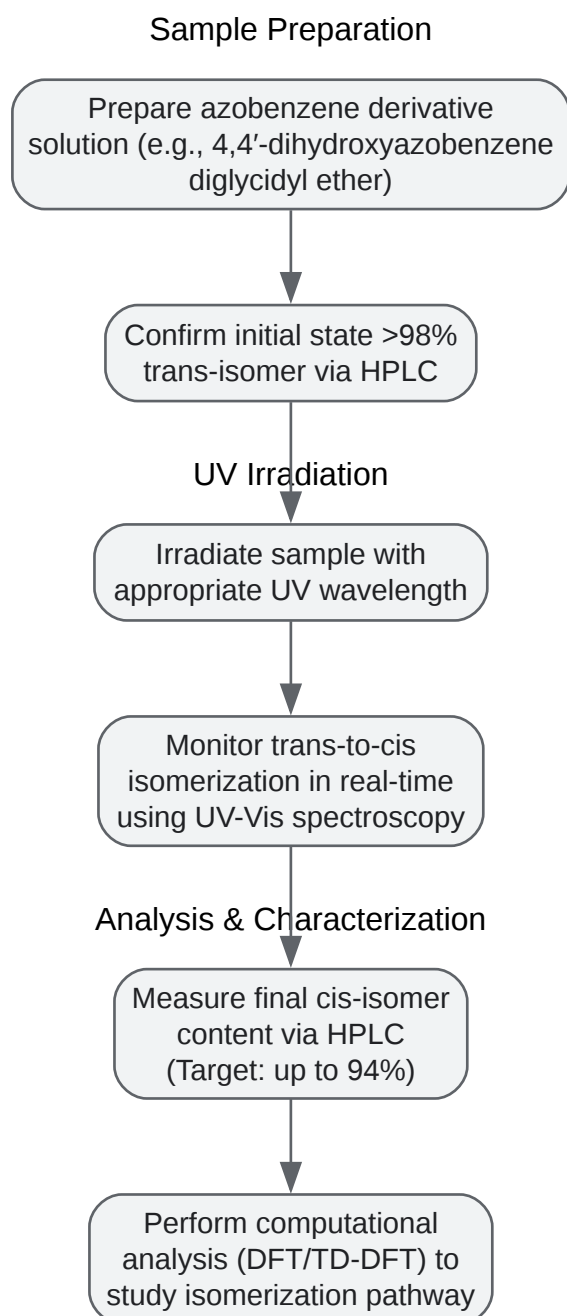 Sample Preparation
Prepare azobenzene derivative
solution (e.g., 4,4′-dihydroxyazobenzene
diglycidyl ether)
Confirm initial state >98%
trans-isomer via HPLC
UV Irradiation
Irradiate sample with
appropriate UV wavelength
Monitor trans-to-cis
isomerization in real-time
using UV-Vis spectroscopy
Analysis & Characterization
Measure final cis-isomer
content via HPLC
(Target: up to 94%)
Perform computational
analysis (DFT/TD-DFT) to
study isomerization pathway